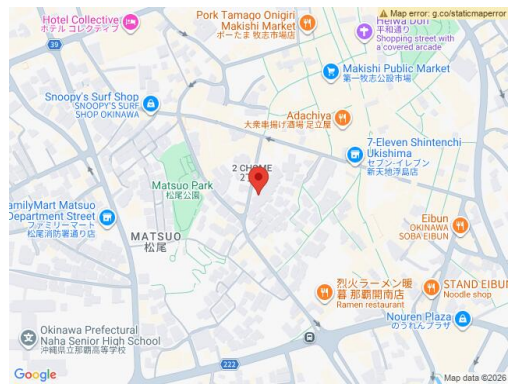 Map error: g.co/staticmaperror
Hotel Collective
ホテル コレクティブ
Pork Tamago Onigiri
Makishi Market
ポーたま 牧志市場店
Heiwa Dori
平和通り
Shopping street with
a covered arcade
39
Makishi Public Market
第一牧志公設市場
Snoopy's Surf Shop
SNOOPY'S SURF
SHOP OKINAWA
Adachiya
大衆串揚げ酒場 足立屋
7-Eleven Shintenchi
Ukishima
セブン-イレブン
新天地浮島店
2 CHOME
Matsuo Park
松尾公園
FamilyMart Matsuo
Department Street
ファミリーマート
松尾消防署通り店
MATSUO
松尾
Eibun
OKINAWA
SOBA EIBUN
烈火ラーメン暖
暮 那覇開南店
Ramen restaurant
STAND EIBUN
Noodle shop
Nouren Plaza
のうれんプラザ
Okinawa Prefectural
Naha Senior High School
沖縄県立那覇高等学校
222
Google
Map data ©2026